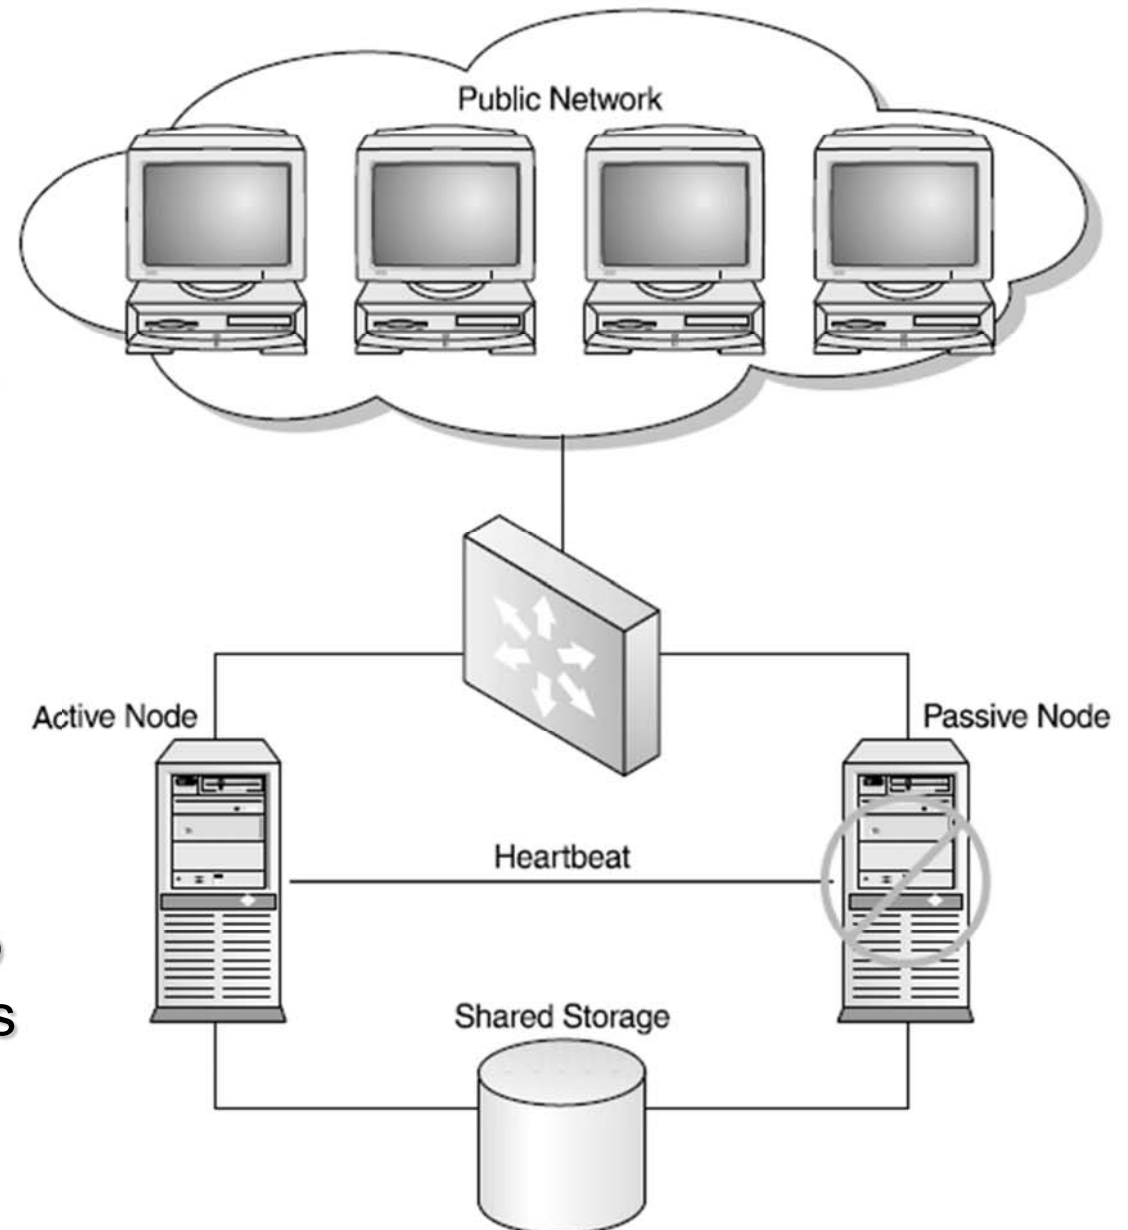 Public Network
Active Node
Passive Node
Heartbeat
Shared Storage